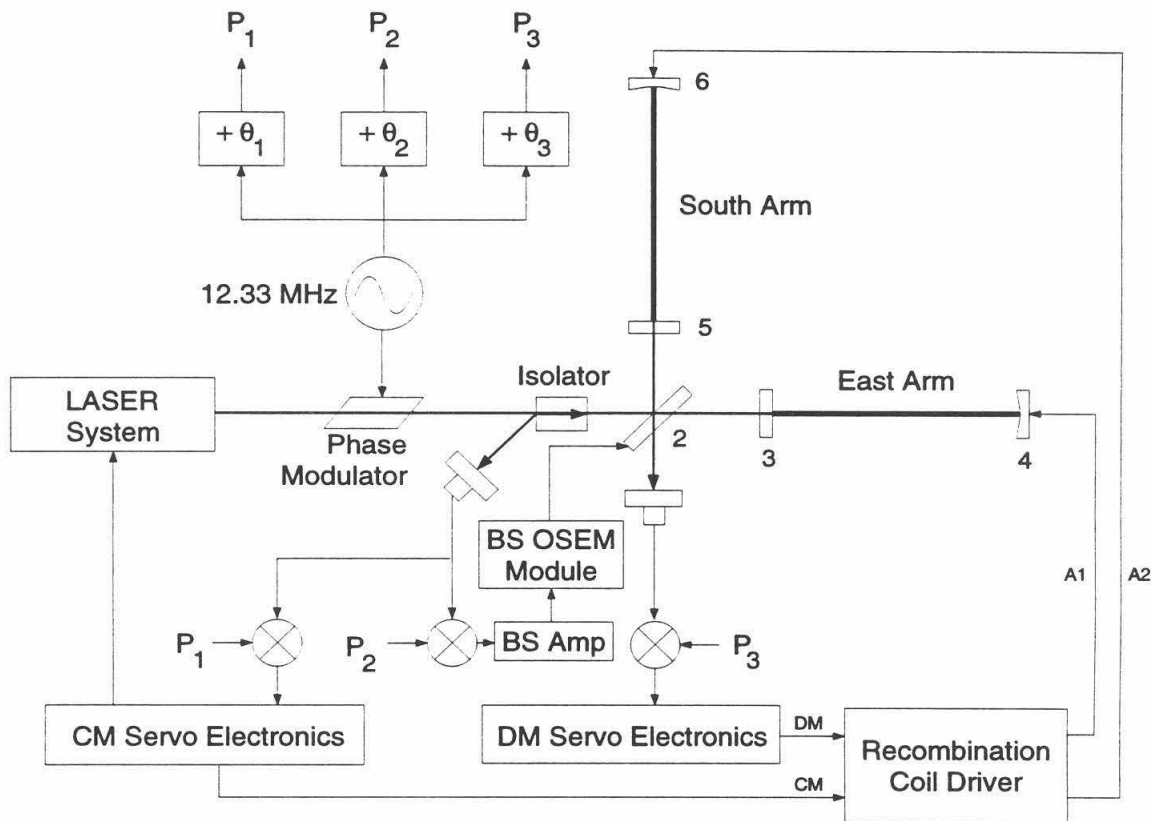 P1 P2 P3
+ θ1 + θ2 + θ3
6
South Arm
12.33 MHz
5
Isolator
East Arm
LASER
System
Phase
Modulator
2
3
4
BS OSEM
Module
A1
A2
P1
P2
BS Amp
P3
CM Servo Electronics
DM Servo Electronics
DM
CM
Recombination
Coil Driver